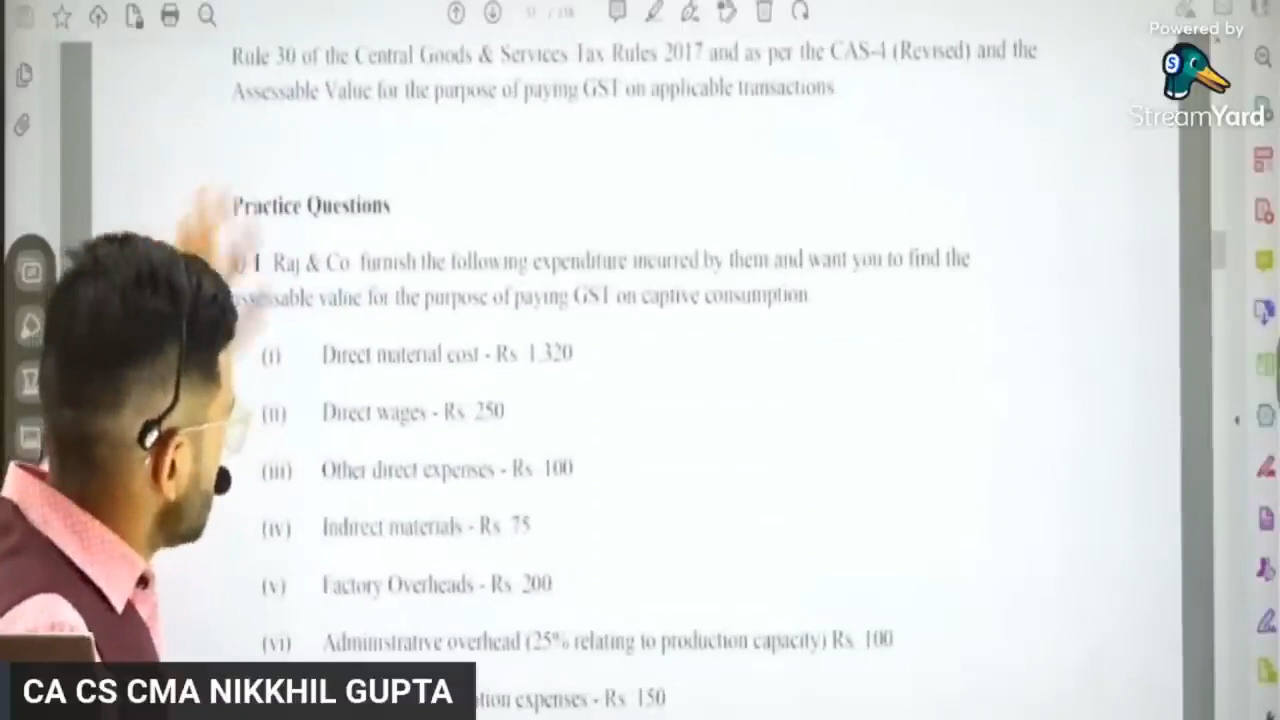 Powered by
StreamYard
Rule 30 of the Central Goods & Services Tax Rules 2017 and as per the CAS-4 (Revised) and the
Assessable Value for the purpose of paying GST on applicable transactions
Practice Questions
1 Raj & Co furnish the following expenditure incurred by them and want you to find the
assessable value for the purpose of paying GST on captive consumption
(i) Direct material cost - Rs 1,320
(ii) Direct wages - Rs 250
(iii) Other direct expenses - Rs 100
(iv) Indirect materials - Rs 75
(v) Factory Overheads - Rs 200
(vi) Administrative overhead (25% relating to production capacity) Rs 100
expenses - Rs 150
CA CS CMA NIKKHIL GUPTA